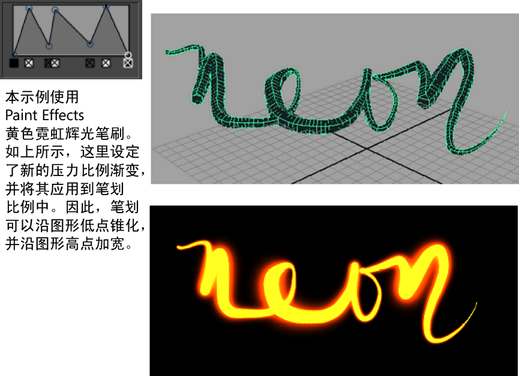 本示例使用
Paint Effects
黄色霓虹辉光笔刷。
如上所示，这里设定
了新的压力比例渐变，
并将其应用到笔划
比例中。因此，笔划
可以沿图形低点锥化，
并沿图形高点加宽。
neon
neon